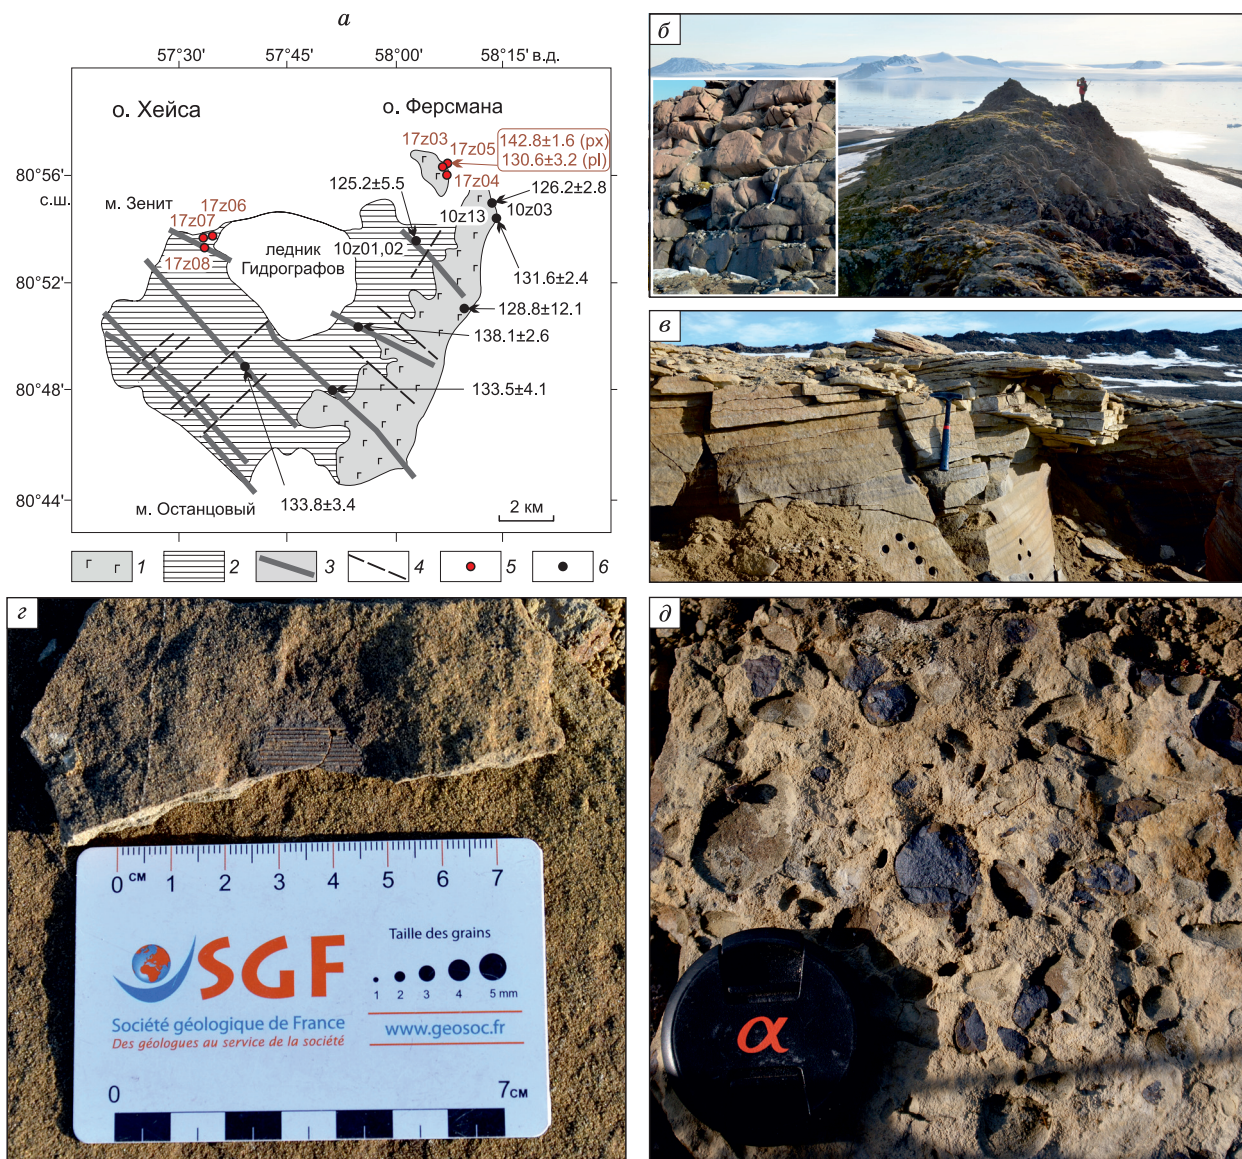 а
57°30'
57°45'
58°00'
58°15' в.д.
о. Хейса
о. Ферсмана
17z03
17z05
142.8±1.6 (px)
130.6±3.2 (pl)
17z04
80°56'
с.ш.
125.2±5.5
126.2±2.8
м. Зенит
17z06
17z07
17z08
10z13
10z03
10z01,02
ледник
Гидрографов
80°52'
131.6±2.4
128.8±12.1
138.1±2.6
80°48'
133.5±4.1
80°44'
м. Останцовый
133.8±3.4
2 км
г г 1
2
3
4
5
6
б
в
г
0 см 1 2 3 4 5 6 7
SGF
Taille des grains
1 2 3 4 5 mm
Société géologique de France
Des géologues au service de la société
www.geosoc.fr
0
7 см
д
α